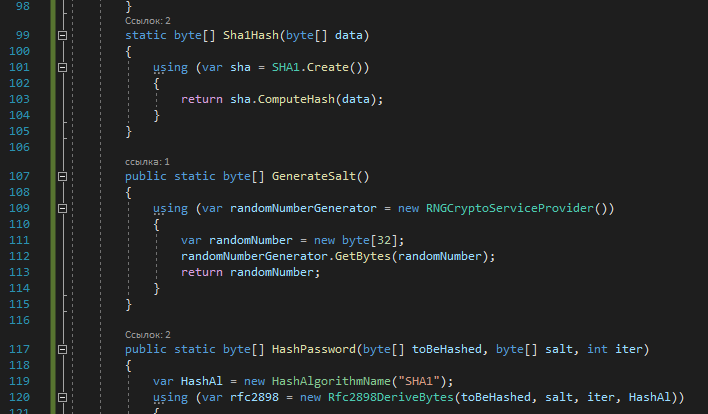 98 }
Ссылок: 2
99 static byte[] Sha1Hash(byte[] data)
100 {
101 using (var sha = SHA1.Create())
102 {
103 return sha.ComputeHash(data);
104 }
105 }
106
ссылка: 1
107 public static byte[] GenerateSalt()
108 {
109 using (var randomNumberGenerator = new RNGCryptoServiceProvider())
110 {
111 var randomNumber = new byte[32];
112 randomNumberGenerator.GetBytes(randomNumber);
113 return randomNumber;
114 }
115 }
116
Ссылок: 2
117 public static byte[] HashPassword(byte[] toBeHashed, byte[] salt, int iter)
118 {
119 var HashAl = new HashAlgorithmName("SHA1");
120 using (var rfc2898 = new Rfc2898DeriveBytes(toBeHashed, salt, iter, HashAl))
121 {